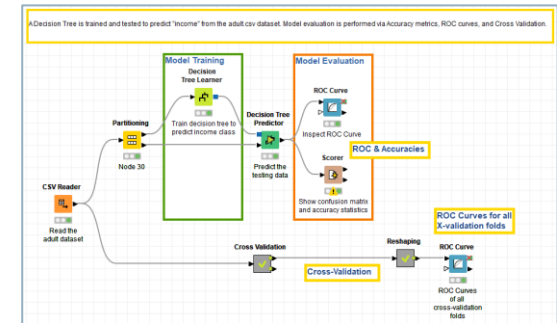 A Decision Tree is trained and tested to predict "income" from the adult.csv dataset. Model evaluation is performed via Accuracy metrics, ROC curves, and Cross Validation.
Model Training
Model Evaluation
Decision
Tree Learner
Train decision tree to
predict income class
ROC Curve
Inspect ROC Curve
Partitioning
Node 30
Decision Tree
Predictor
Predict the
testing data
ROC & Accuracies
Scorer
Show confusion matrix
and accuracy statistics
CSV Reader
Read the
adult dataset
ROC Curves for all
X-validation folds
Cross Validation
Cross-Validation
Reshaping
ROC Curve
ROC Curves
of all
cross-validation
folds